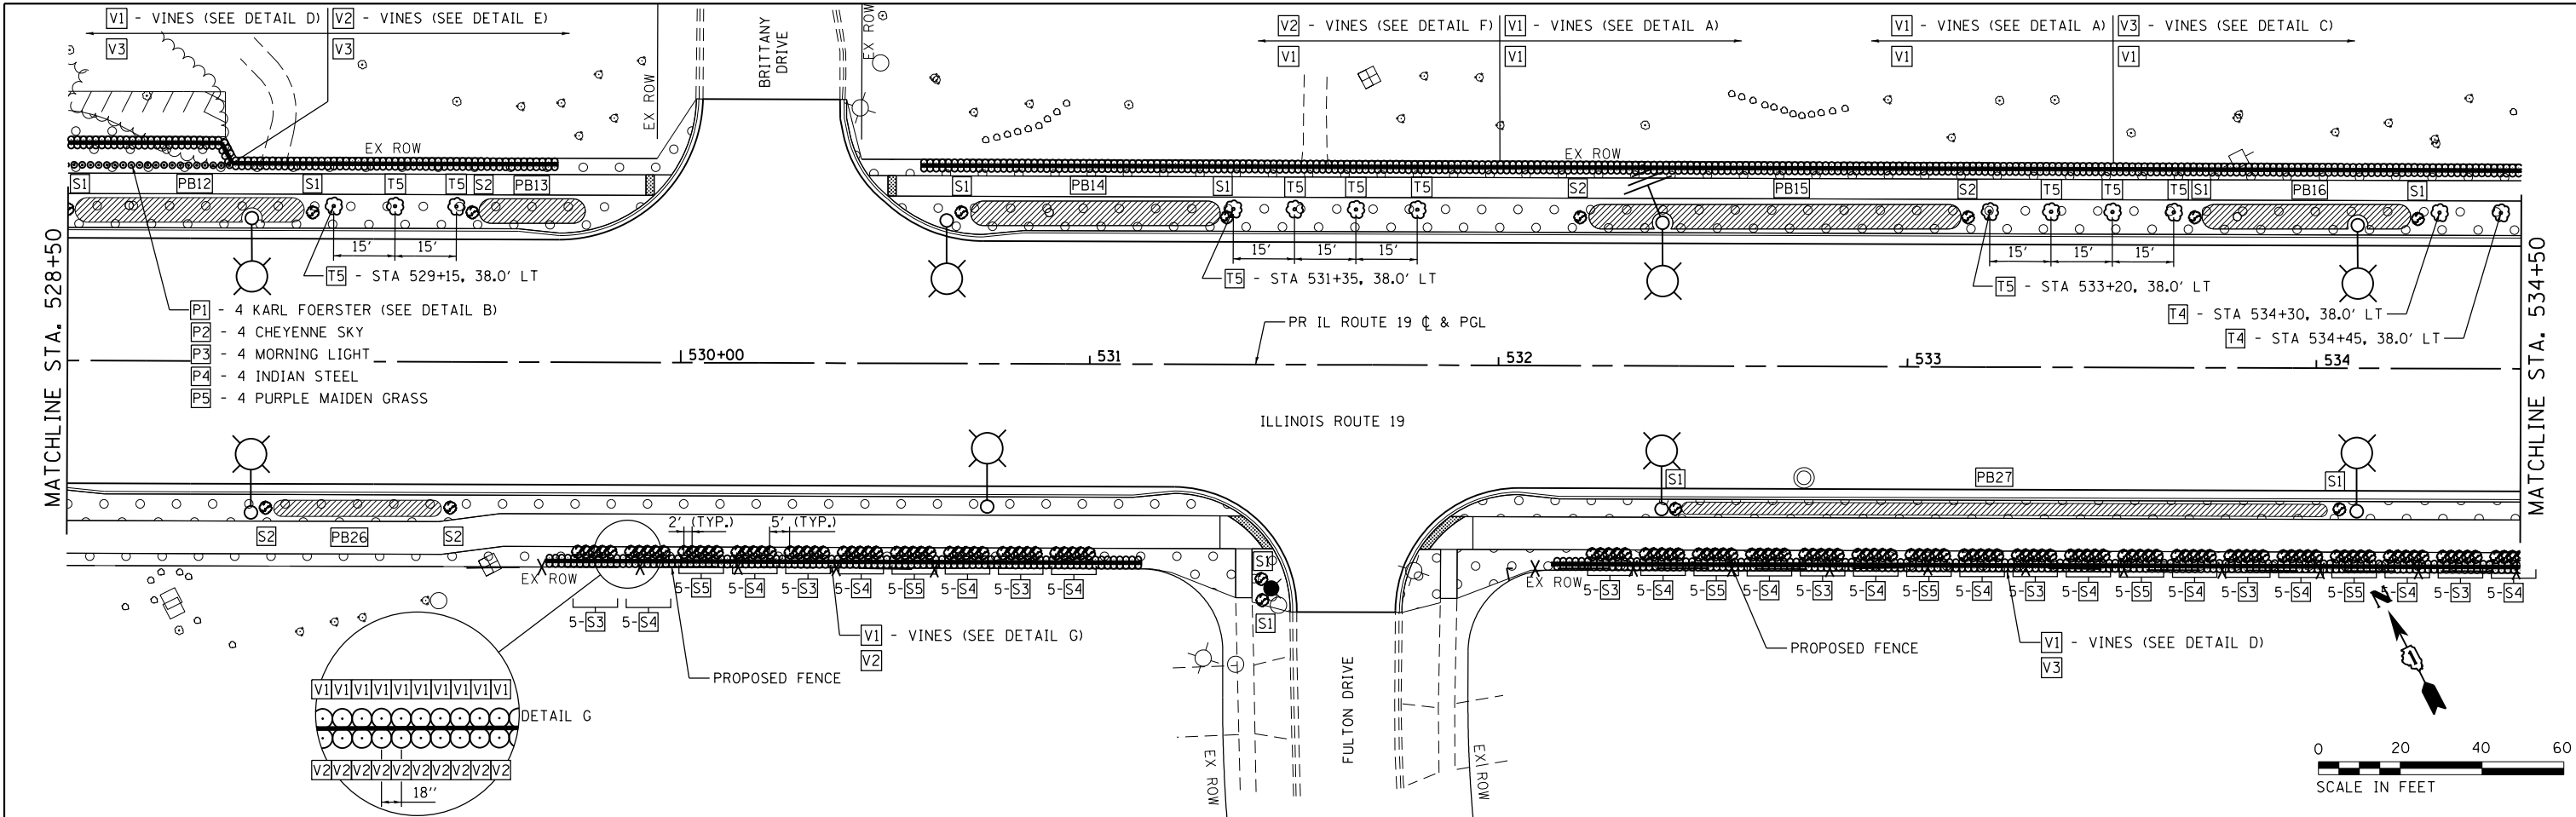 V1 - VINES (SEE DETAIL D) V2 - VINES (SEE DETAIL E)
V3 V3
V2 - VINES (SEE DETAIL F) V1 - VINES (SEE DETAIL A)
V1 V1
V1 - VINES (SEE DETAIL A) V3 - VINES (SEE DETAIL C)
V1 V1
EX ROW
BRITTANY
DRIVE
EX ROW
EX ROW
EX ROW
S1 PB12 S1 T5 T5 S2 PB13
S1 PB14 S1 T5 T5 T5 S2 PB15 S2 T5 T5 T5 S1 PB16 S1
15' 15'
15' 15' 15'
15' 15' 15'
T5 - STA 529+15, 38.0' LT
T5 - STA 531+35, 38.0' LT
T5 - STA 533+20, 38.0' LT
T4 - STA 534+30, 38.0' LT
T4 - STA 534+45, 38.0' LT
P1 - 4 KARL FOERSTER (SEE DETAIL B)
P2 - 4 CHEYENNE SKY
P3 - 4 MORNING LIGHT
P4 - 4 INDIAN STEEL
P5 - 4 PURPLE MAIDEN GRASS
MATCHLINE STA. 528+50
PR IL ROUTE 19 ℄ & PGL
530+00 531 532 533 534
MATCHLINE STA. 534+50
ILLINOIS ROUTE 19
S1 PB27 S1
S2 PB26 S2
2' (TYP.) 5' (TYP.)
EX ROW
5-S5 5-S4 5-S3 5-S4 5-S5 5-S4 5-S3 5-S4
5-S3 5-S4
S1
S1
EX ROW
5-S3 5-S4 5-S5 5-S4 5-S3 5-S4 5-S5 5-S4 5-S3 5-S4 5-S5 5-S4 5-S3 5-S4 5-S5 5-S4 5-S3 5-S4
V1 - VINES (SEE DETAIL G)
V2
PROPOSED FENCE
PROPOSED FENCE
V1 - VINES (SEE DETAIL D)
V3
N
V1 V1 V1 V1 V1 V1 V1 V1 V1 V1
DETAIL G
V2 V2 V2 V2 V2 V2 V2 V2 V2 V2
18''
EX ROW
FULTON DRIVE
EX ROW
0 20 40 60
SCALE IN FEET